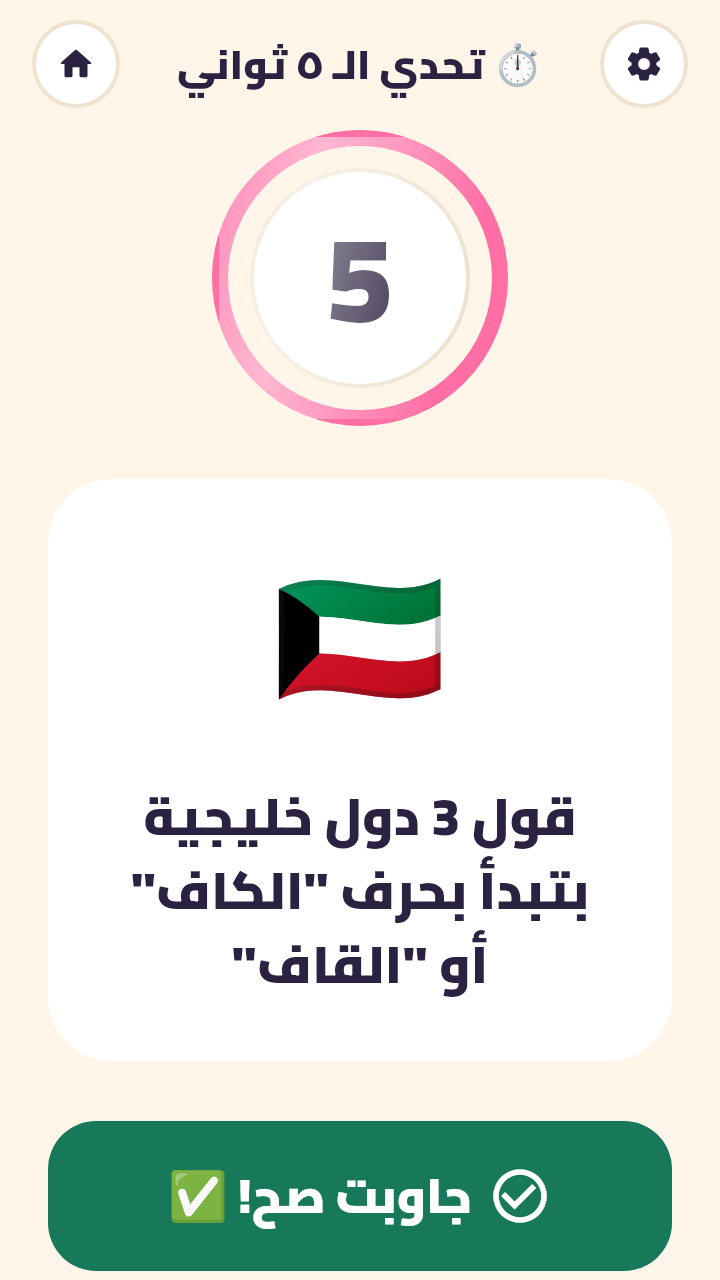 تحدي الـ ٥ ثواني ⏱️
5
قول 3 دول خليجية
بتبدأ بحرف "الكاف"
أو "القاف"
جاوبت صح! ✅